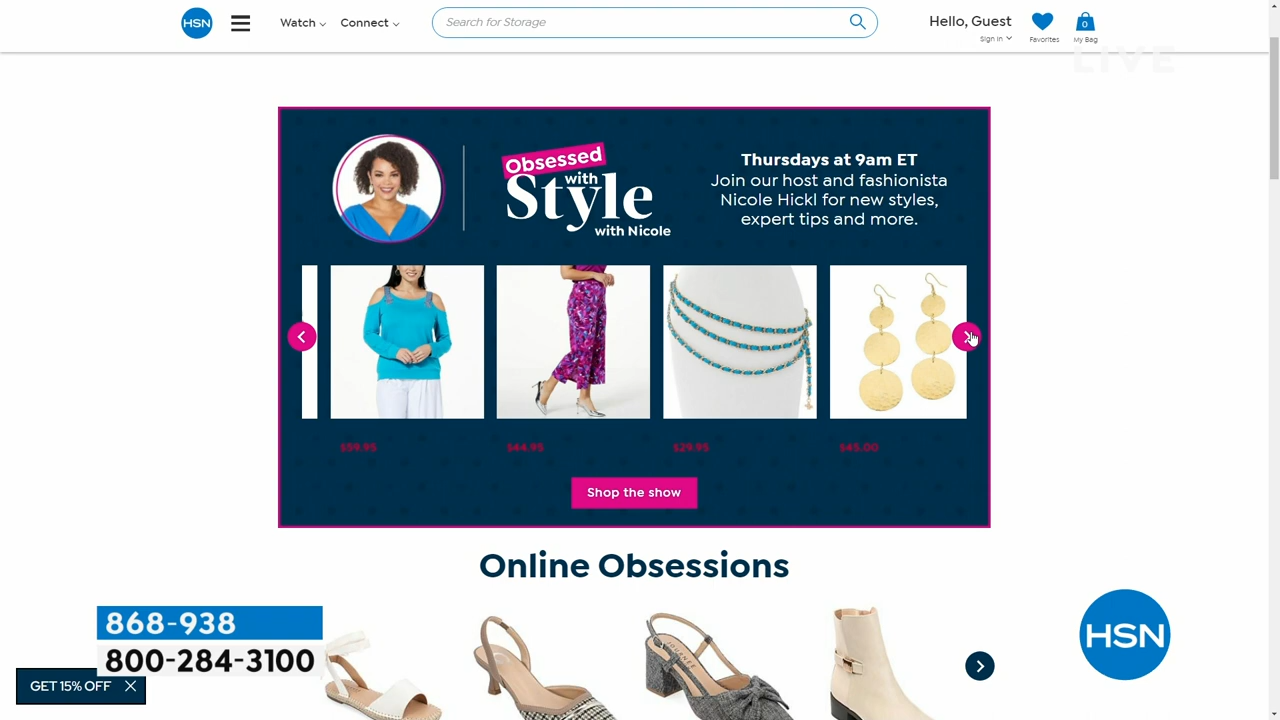 HSN
Watch
Connect
Search for Storage
Hello, Guest
Sign In
Favorites
0
My Bag
LIVE
Obsessed
with
Style
with Nicole
Thursdays at 9am ET
Join our host and fashionista
Nicole Hickl for new styles,
expert tips and more.
$59.95
$44.95
$29.95
$45.00
Shop the show
Online Obsessions
868-938
800-284-3100
GET 15% OFF
HSN